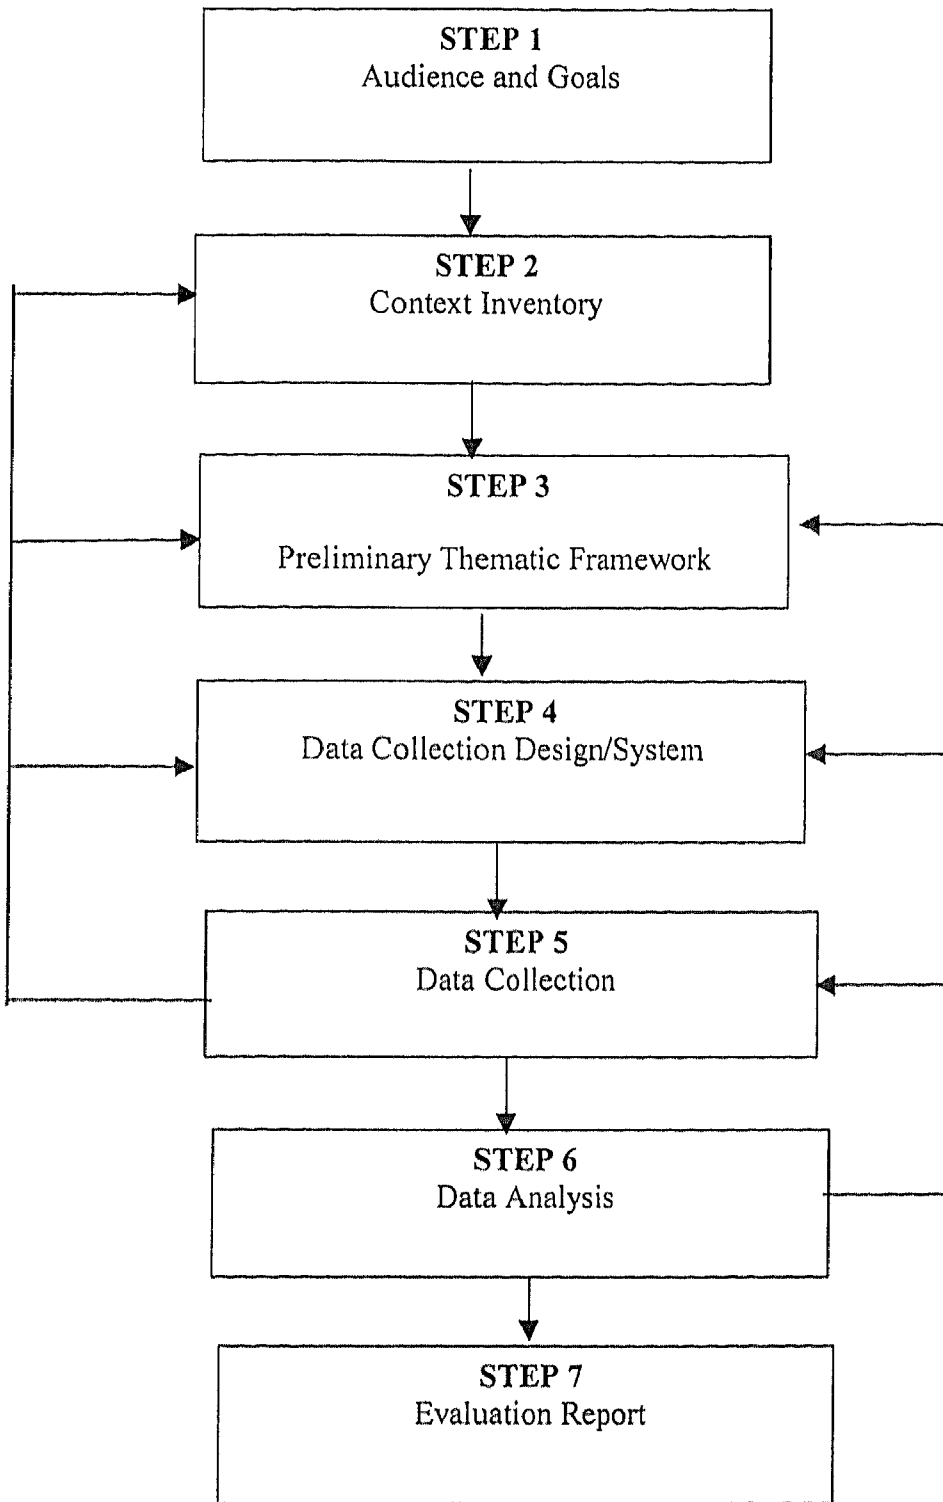 STEP 1
Audience and Goals
STEP 2
Context Inventory
STEP 3
Preliminary Thematic Framework
STEP 4
Data Collection Design/System
STEP 5
Data Collection
STEP 6
Data Analysis
STEP 7
Evaluation Report